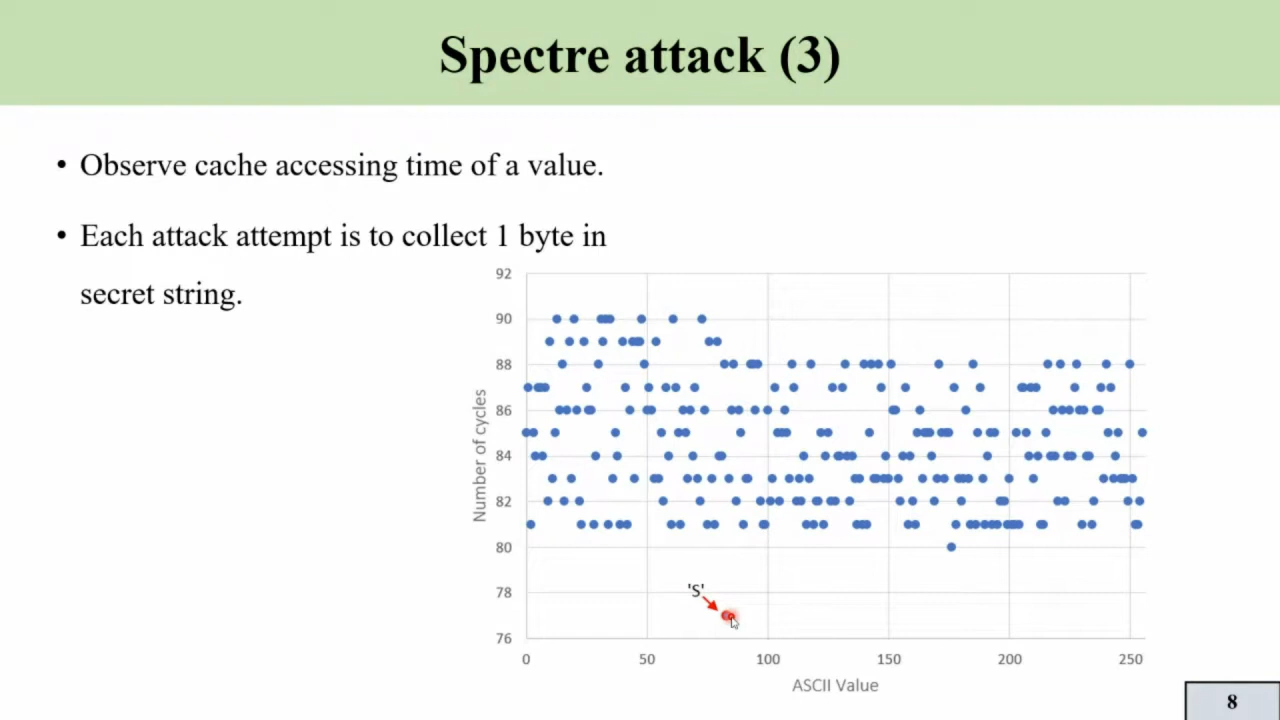 Spectre attack (3)
• Observe cache accessing time of a value.
• Each attack attempt is to collect 1 byte in
secret string.
92
90
88
86
84
82
80
78
76
Number of cycles
'S'
0 50 100 150 200 250
ASCII Value
8